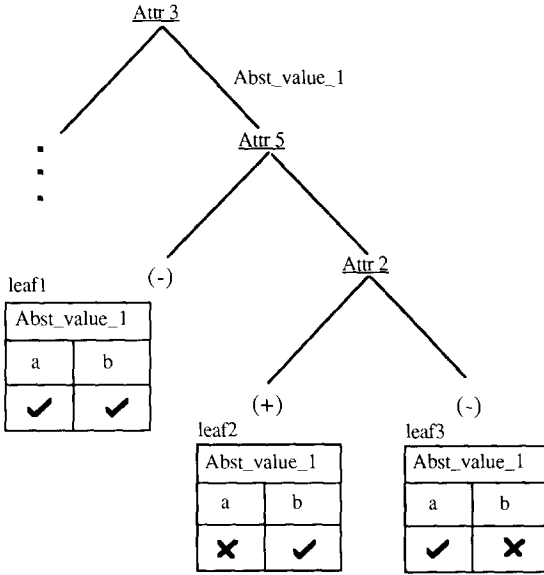 Attr 3
Abst_value_1
Attr 5
Attr 2
(-)
leaf1
Abst_value_1
a b
(+)
(-)
leaf2
leaf3
Abst_value_1
Abst_value_1
a b
a b